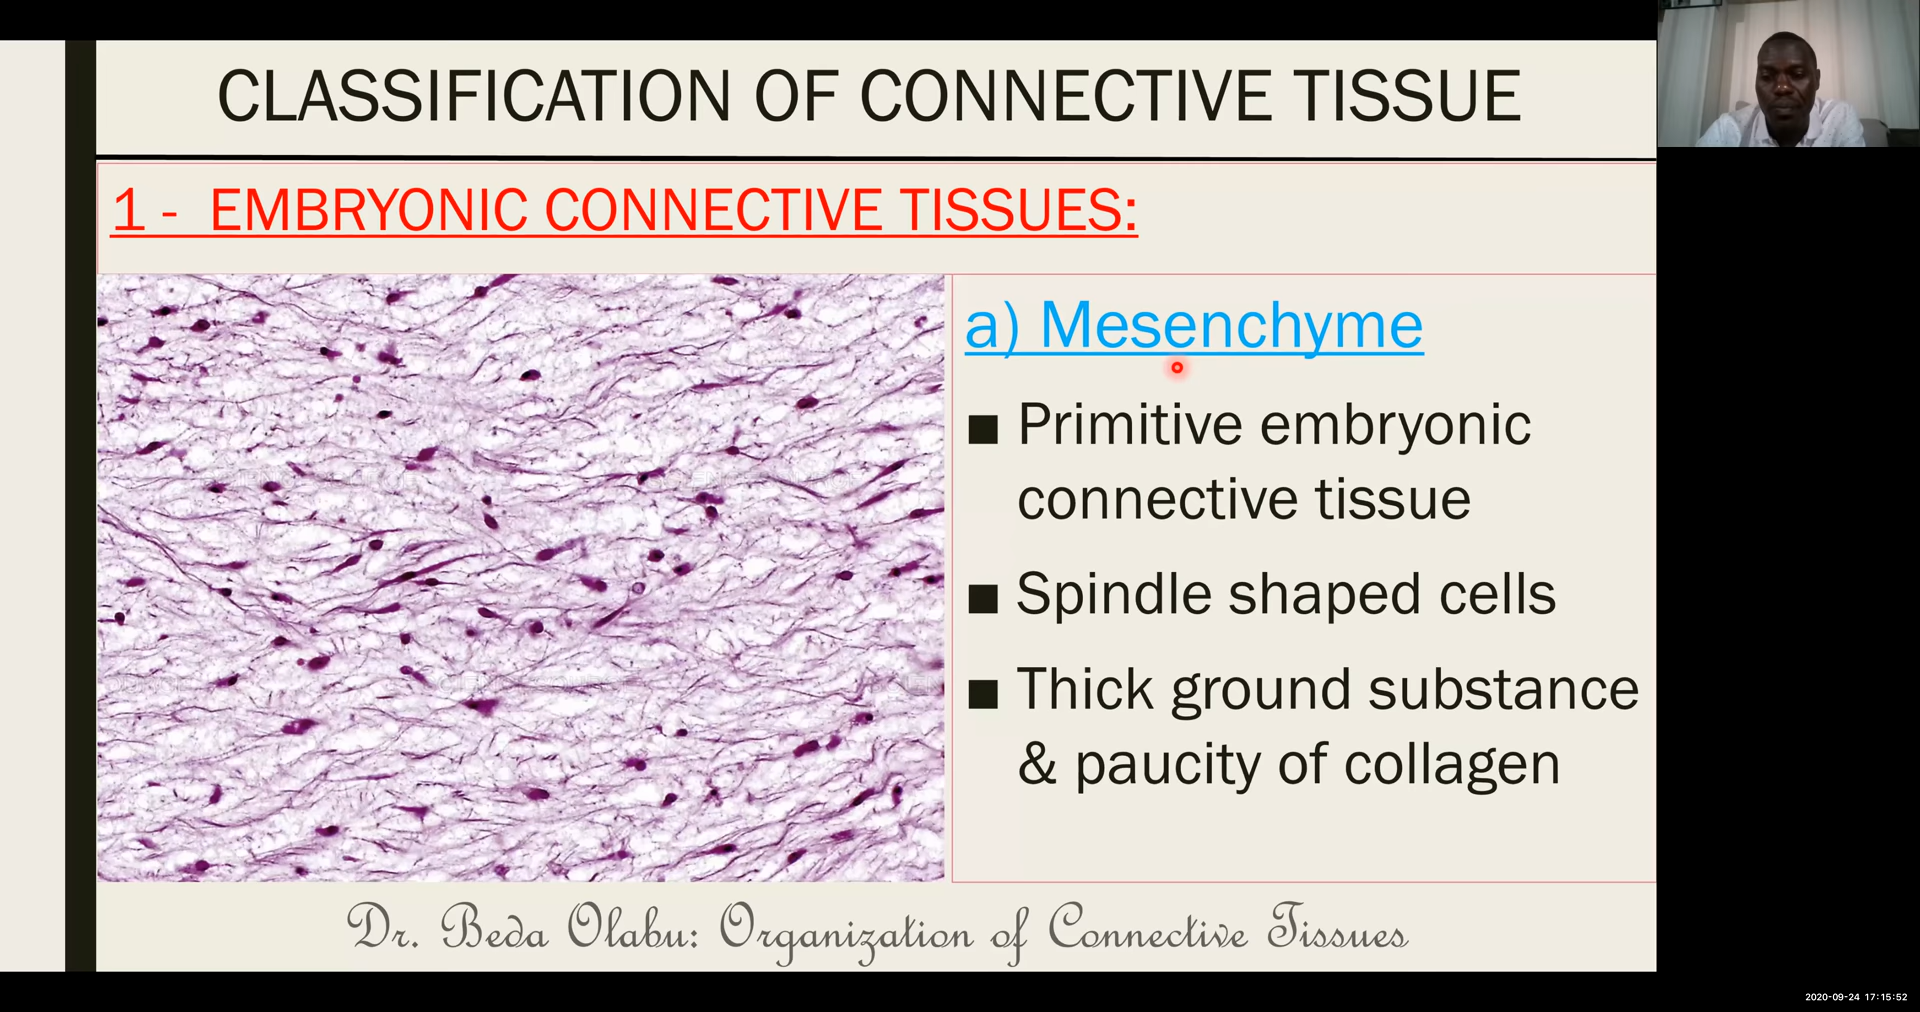 CLASSIFICATION OF CONNECTIVE TISSUE
1 - EMBRYONIC CONNECTIVE TISSUES:
a) Mesenchyme
■ Primitive embryonic
connective tissue
■ Spindle shaped cells
■ Thick ground substance
& paucity of collagen
Dr. Beda Olabu: Organization of Connective Tissues
2020-09-24 17:15:52